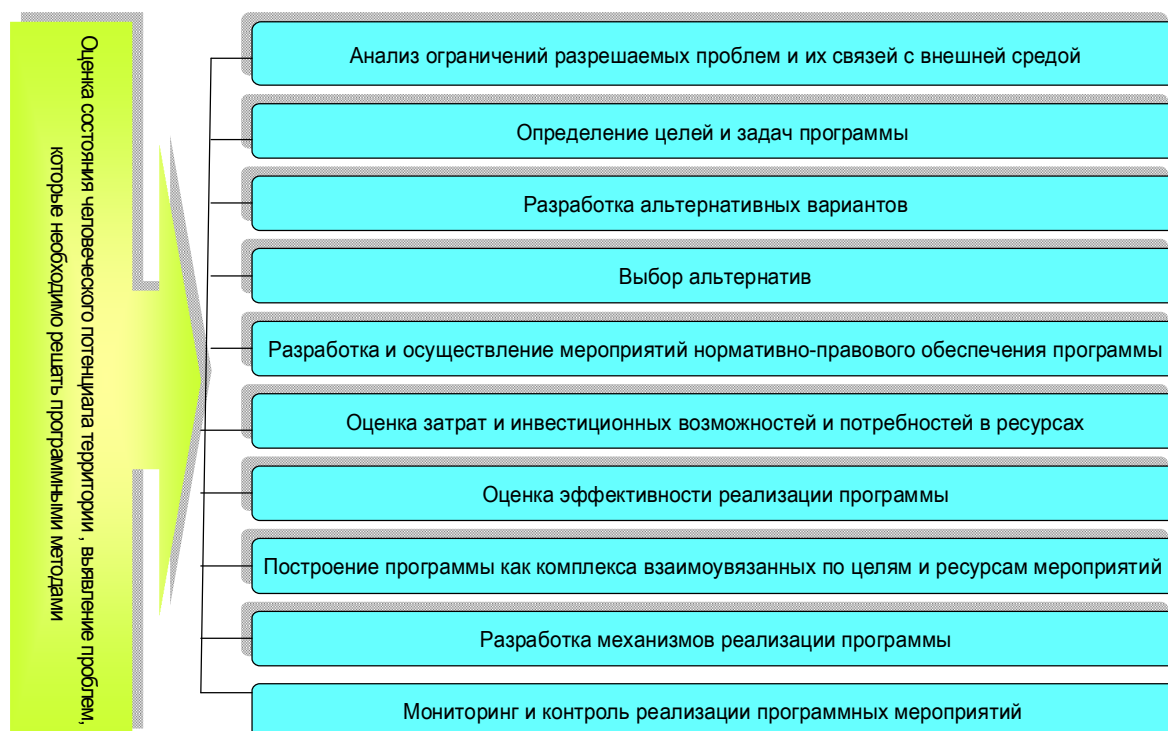 Оценка состояния человеческого потенциала территории , выявление проблем,
которые необходимо решать программными методами
Анализ ограничений разрешаемых проблем и их связей с внешней средой
Определение целей и задач программы
Разработка альтернативных вариантов
Выбор альтернатив
Разработка и осуществление мероприятий нормативно-правового обеспечения программы
Оценка затрат и инвестиционных возможностей и потребностей в ресурсах
Оценка эффективности реализации программы
Построение программы как комплекса взаимоувязанных по целям и ресурсам мероприятий
Разработка механизмов реализации программы
Мониторинг и контроль реализации программных мероприятий